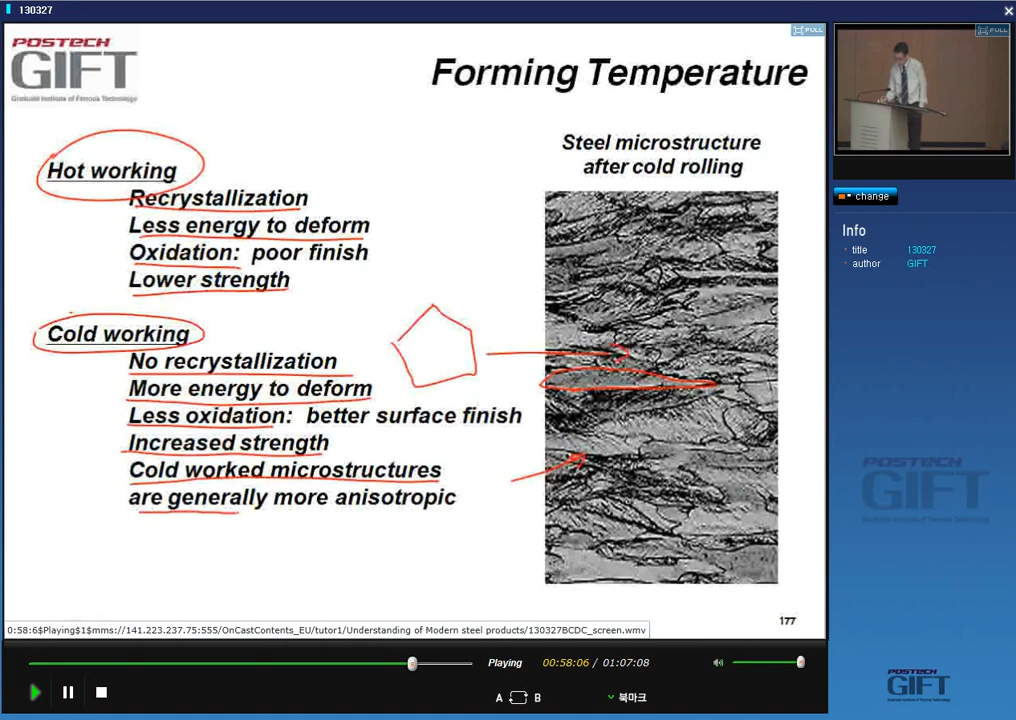 130327
POSTECH
GIFT
Graduate Institute of Ferrous Technology
FULL
Forming Temperature
Hot working
Recrystallization
Less energy to deform
Oxidation: poor finish
Lower strength
Cold working
No recrystallization
More energy to deform
Less oxidation: better surface finish
Increased strength
Cold worked microstructures
are generally more anisotropic
Steel microstructure
after cold rolling
177
0:58:6$Playing$1$mms://141.223.237.75:555/OnCastContents_EU/tutor1/Understanding of Modern steel products/130327BCDC_screen.wmv
FULL
change
Info
title 130327
author GIFT
POSTECH
GIFT
Playing 00:58:06 / 01:07:08
A B 북마크
POSTECH
GIFT